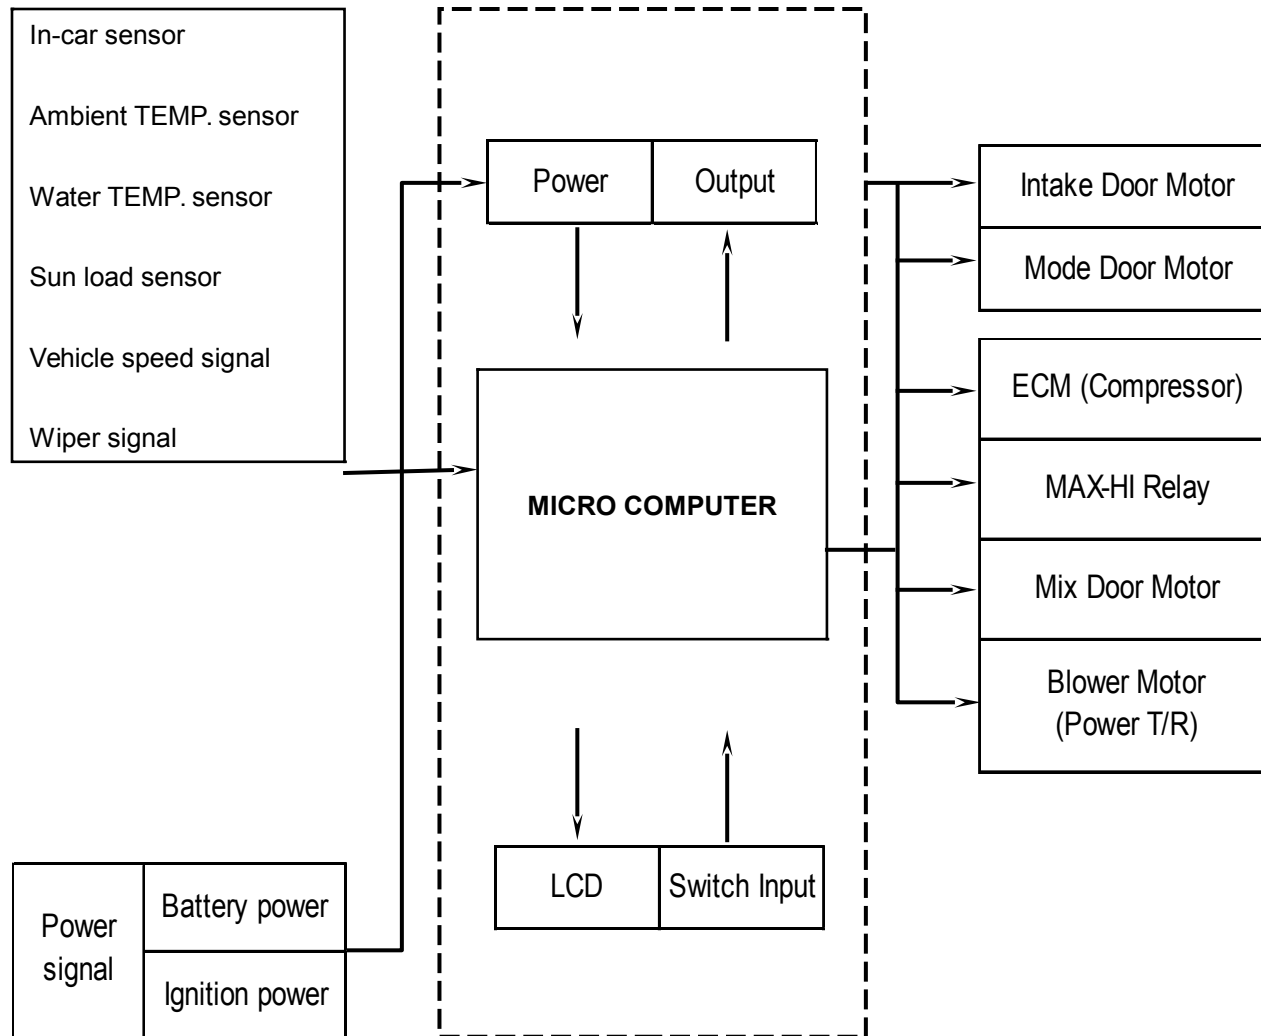 In-car sensor
Ambient TEMP. sensor
Water TEMP. sensor
Sun load sensor
Vehicle speed signal
Wiper signal
Power
Output
MICRO COMPUTER
LCD
Switch Input
Power
signal
Battery power
Ignition power
Intake Door Motor
Mode Door Motor
ECM (Compressor)
MAX-HI Relay
Mix Door Motor
Blower Motor
(Power T/R)